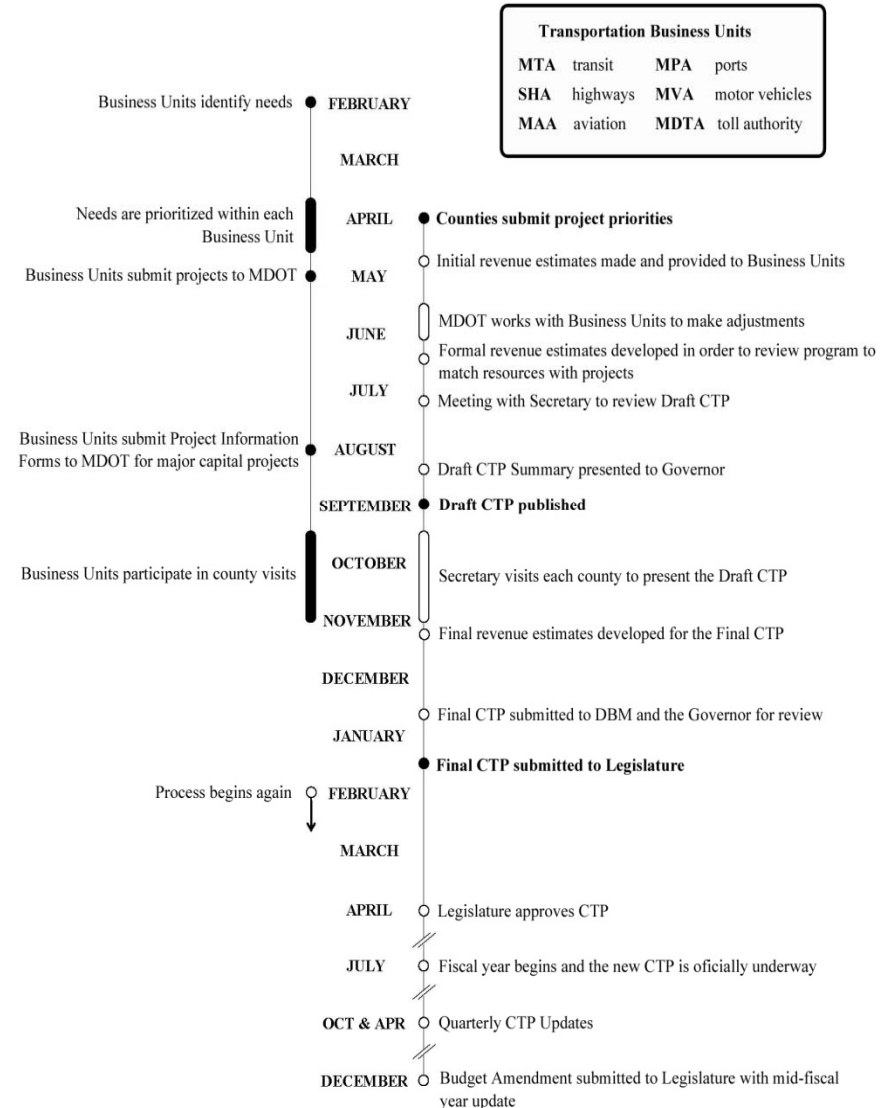 Transportation Business Units
MTA transit MPA ports
SHA highways MVA motor vehicles
MAA aviation MDTA toll authority
Business Units identify needs FEBRUARY
MARCH
Needs are prioritized within each
Business Unit
APRIL Counties submit project priorities
Initial revenue estimates made and provided to Business Units
Business Units submit projects to MDOT MAY
MDOT works with Business Units to make adjustments
JUNE
Formal revenue estimates developed in order to review program to
match resources with projects
JULY
Meeting with Secretary to review Draft CTP
Business Units submit Project Information
Forms to MDOT for major capital projects
AUGUST
Draft CTP Summary presented to Governor
SEPTEMBER Draft CTP published
OCTOBER
Business Units participate in county visits
Secretary visits each county to present the Draft CTP
NOVEMBER
Final revenue estimates developed for the Final CTP
DECEMBER
Final CTP submitted to DBM and the Governor for review
JANUARY
Final CTP submitted to Legislature
Process begins again FEBRUARY
MARCH
APRIL Legislature approves CTP
JULY Fiscal year begins and the new CTP is oficially underway
OCT & APR Quarterly CTP Updates
DECEMBER Budget Amendment submitted to Legislature with mid-fiscal
year update